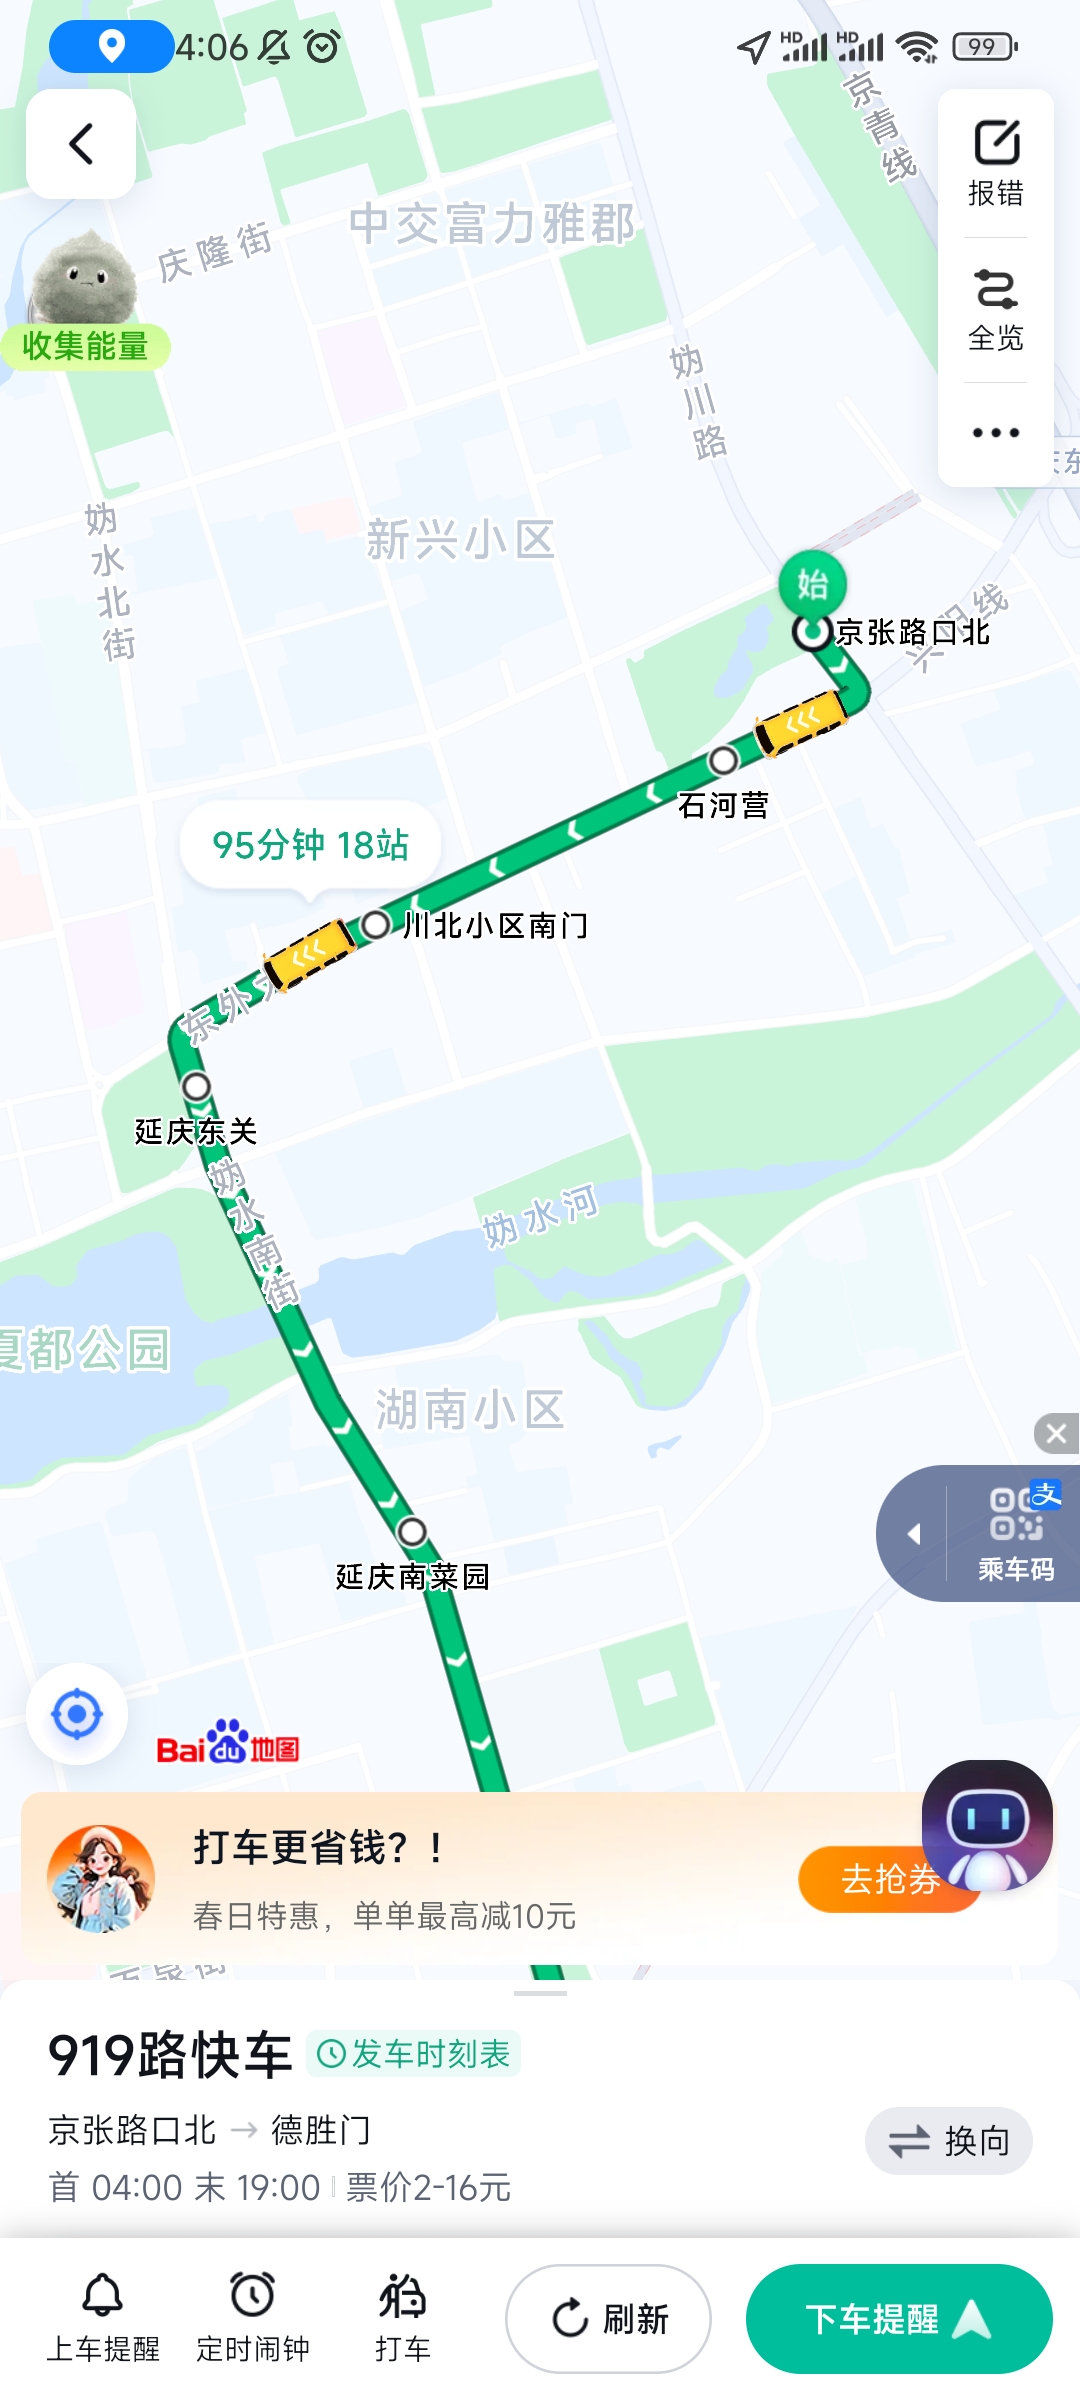 4:06
HD
HD
99
京青线
报错
全览
中交富力雅郡
庆隆街
收集能量
妫川路
妫水北街
新兴小区
始
京张路口北
石河营
95分钟 18站
川北小区南门
东外
延庆东关
妫水南街
妫水河
夏都公园
湖南小区
支
乘车码
延庆南菜园
Bai du 地图
打车更省钱？！
春日特惠，单单最高减10元
去抢券
919路快车
发车时刻表
京张路口北 → 德胜门
换向
首 04:00 末 19:00 票价2-16元
上车提醒
定时闹钟
打车
刷新
下车提醒